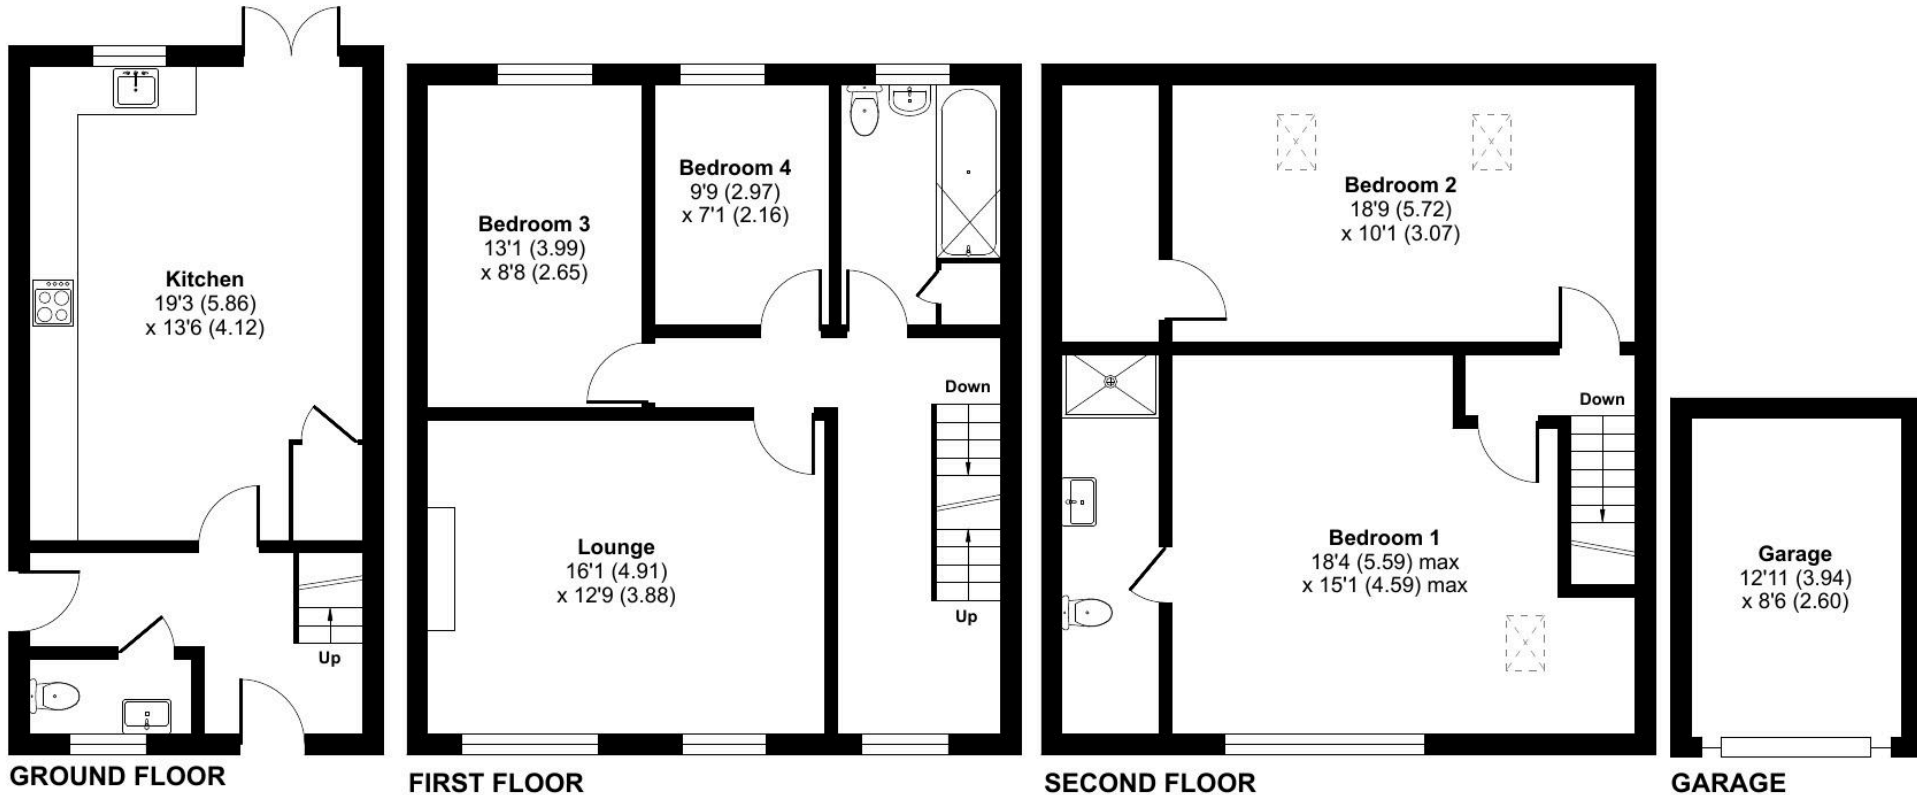 Kitchen
19'3 (5.86)
x 13'6 (4.12)
Up
GROUND FLOOR
Bedroom 3
13'1 (3.99)
x 8'8 (2.65)
Bedroom 4
9'9 (2.97)
x 7'1 (2.16)
Down
Lounge
16'1 (4.91)
x 12'9 (3.88)
Up
FIRST FLOOR
Bedroom 2
18'9 (5.72)
x 10'1 (3.07)
Down
Bedroom 1
18'4 (5.59) max
x 15'1 (4.59) max
SECOND FLOOR
Garage
12'11 (3.94)
x 8'6 (2.60)
GARAGE